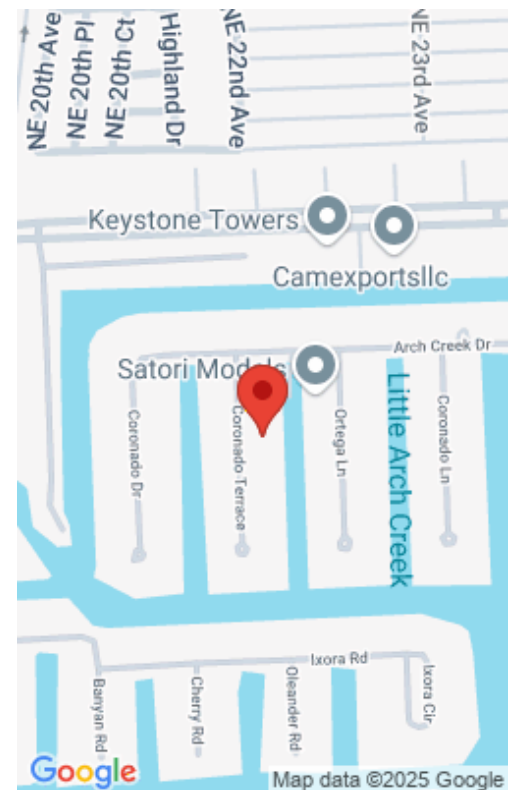 NE 20th Ave
NE 20th Pl
NE 20th Ct
Highland Dr
NE 22nd Ave
NE 23rd Ave
Keystone Towers
Camexportsllc
Arch Creek Dr
Satori Models
Coronado Dr
Coronado Terrace
Ortega Ln
Little Arch Creek
Coronado Ln
Ixora Rd
Banyan Rd
Cherry Rd
Oleander Rd
Ixora Cir
Google
Map data ©2025 Google